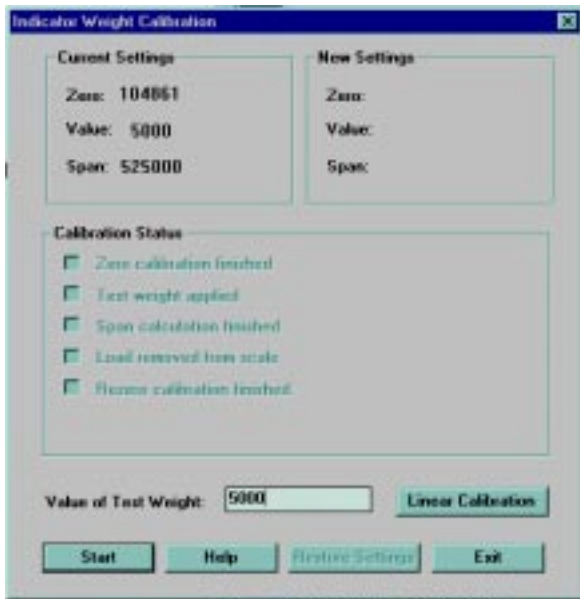 Indicator Weight Calibration
Current Settings
Zero: 104861
Value: 5000
Span: 525000
New Settings
Zero:
Value:
Span:
Calibration Status
Zero calibration finished
Test weight applied
Span calculation finished
Load removed from scale
Rezero calibration finished
Value of Test Weight: 5000
Linear Calibration
Start
Help
Restore Settings
Exit